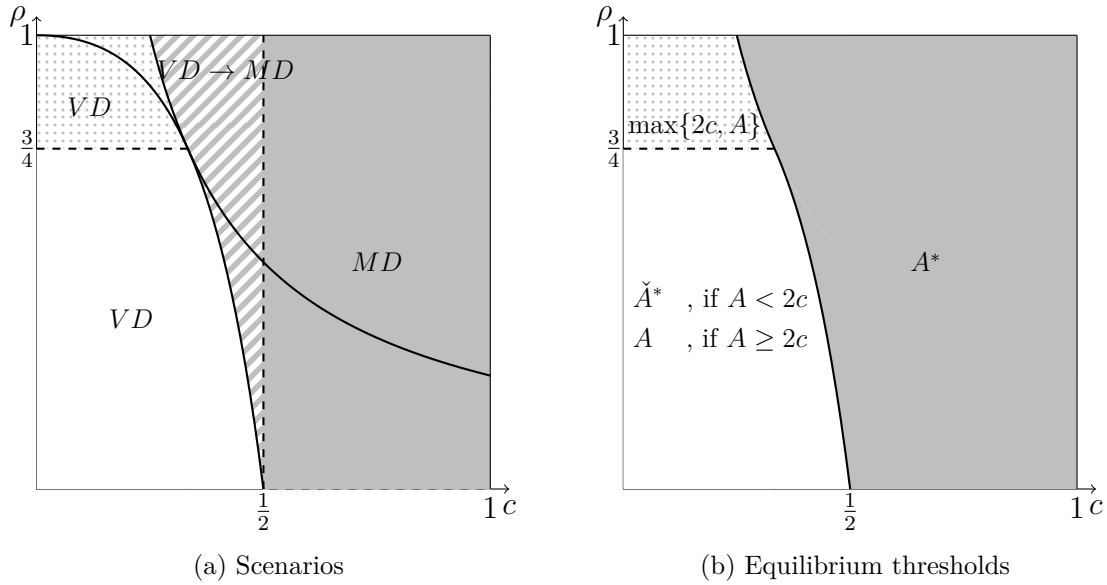 ρ
1
VD → MD
VD
3/4
MD
VD
1/2
1 c
(a) Scenarios
ρ
1
max{2c, A}
3/4
A*
Ǎ* , if A < 2c
A , if A ≥ 2c
1/2
1 c
(b) Equilibrium thresholds